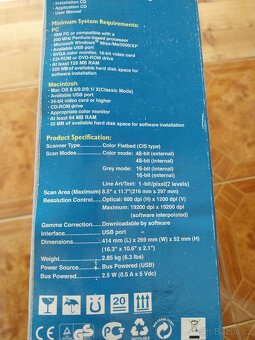 - Installation CD
- Application CD
- User Manual
Minimum System Requirements:
PC
- IBM PC or compatible with a
200 MHz Pentium-based processor
- Microsoft Windows 98se/Me/2000/XP
- Available USB port
- SVGA color monitor, 16-bit video card
- CD-ROM or DVD-ROM drive
- At least 128 MB RAM
- 220 MB of available hard disk space for
software installation
Macintosh
- Mac OS 8.6/9.0/9.1/ X(Classic Mode)
- Available USB port
- 24-bit video card or higher
- CD-ROM drive
- At least 64 MB RAM
- 32 MB of available hard disk space for software installation
Product Specification:
Scanner Type Color Flatbed (CIS type)
Scan Modes Color mode: 48-bit (external)
48-bit (internal)
Grey mode: 16-bit (internal)
16-bit (external)
Line Art/Text: 1-bit/pixel(2 levels)
Scan Area (Maximum) 8.5" x 11.7"(216 mm x 297 mm)
Resolution Control Optical: 600 dpi (H) x 1200 dpi (V)
Maximum: 19200 dpi x 19200 dpi
(software interpolated)
Gamma Correction Downloadable by software
Interface USB port
Dimensions 414 mm (L) x 269 mm (W) x 52 mm (H)
(16.3" x 10.6" x 2.1")
Weight 2.85 kg (6.3 lbs)
Power Source Bus Powered (USB)
Bus Powered 2.5 W (0.5 A x 5 Vdc)
20
CE